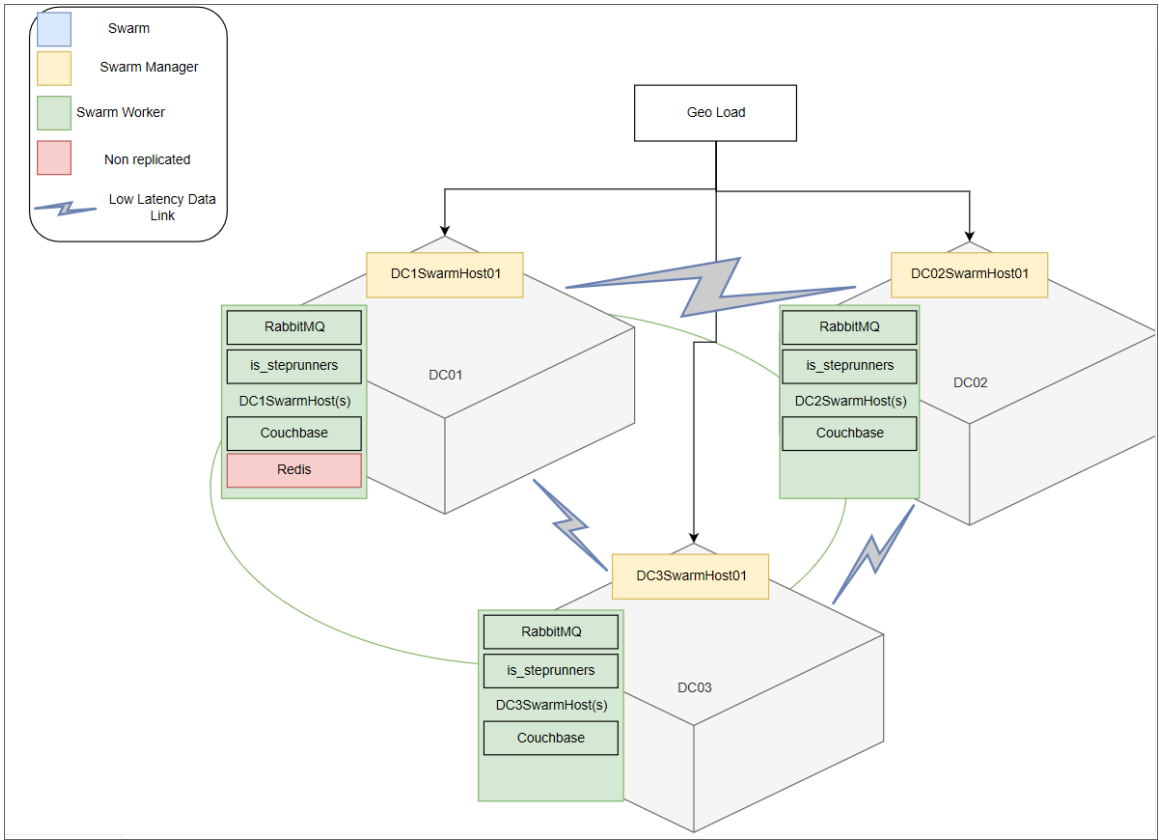 Swarm
Swarm Manager
Swarm Worker
Non replicated
Low Latency Data
Link
Geo Load
DC1SwarmHost01
DC02SwarmHost01
RabbitMQ
is_steprunners
DC1SwarmHost(s)
Couchbase
Redis
DC01
RabbitMQ
is_steprunners
DC2SwarmHost(s)
Couchbase
DC02
DC3SwarmHost01
RabbitMQ
is_steprunners
DC3SwarmHost(s)
Couchbase
DC03